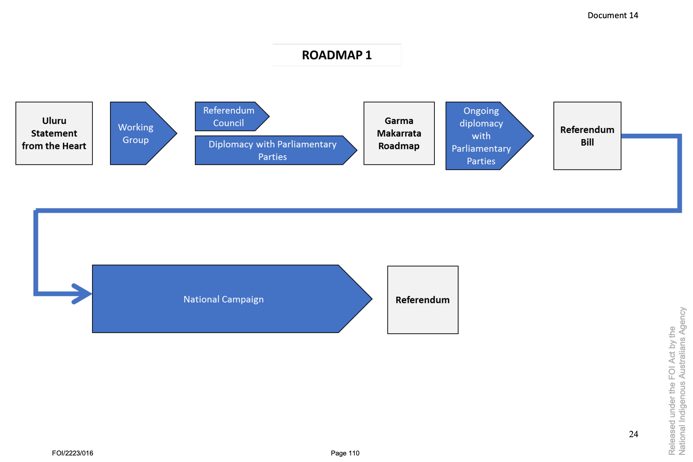 Document 14
ROADMAP 1
Uluru
Statement
from the Heart
Working
Group
Referendum
Council
Diplomacy with Parliamentary
Parties
Garma
Makarrata
Roadmap
Ongoing
diplomacy
with
Parliamentary
Parties
Referendum
Bill
National Campaign
Referendum
Released under the FOI Act by the
National Indigenous Australians Agency
24
FOI/2223/016
Page 110